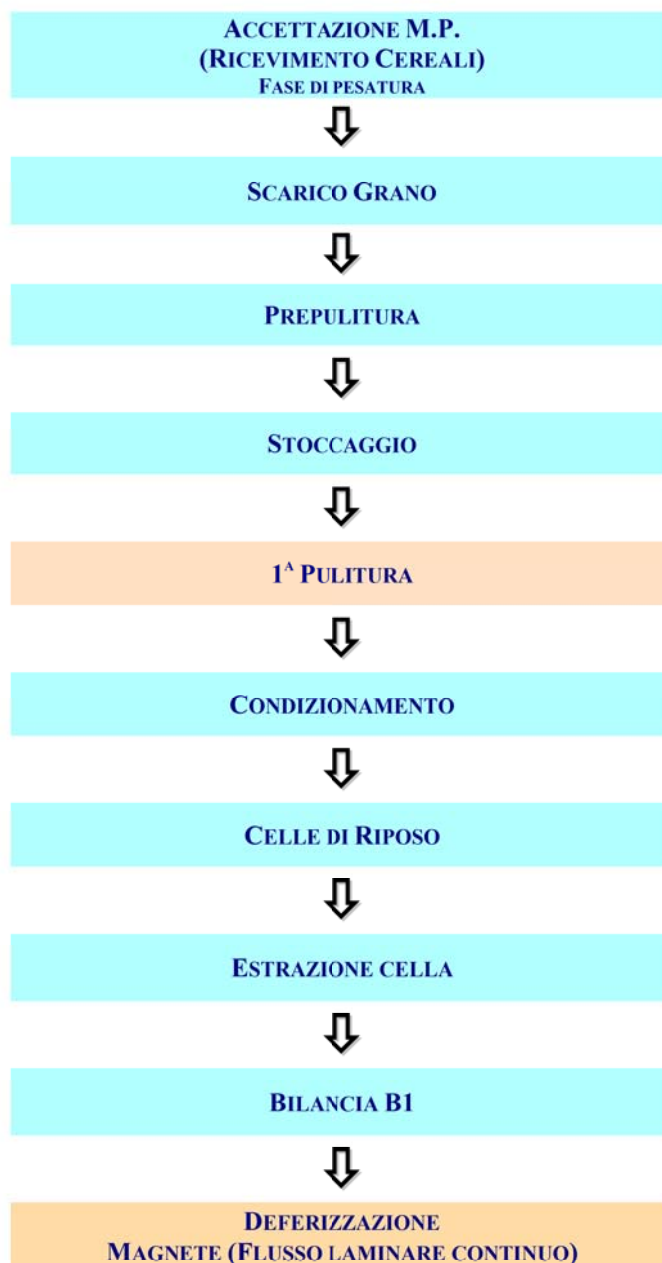 ACCETTAZIONE M.P.
(RICEVIMENTO CEREALI)
FASE DI PESATURA
SCARICO GRANO
PREPULITURA
STOCCAGGIO
1ᴬ PULITURA
CONDIZIONAMENTO
CELLE DI RIPOSO
ESTRAZIONE CELLA
BILANCIA B1
DEFERIZZAZIONE
MAGNETE (FLUSSO LAMINARE CONTINUO)